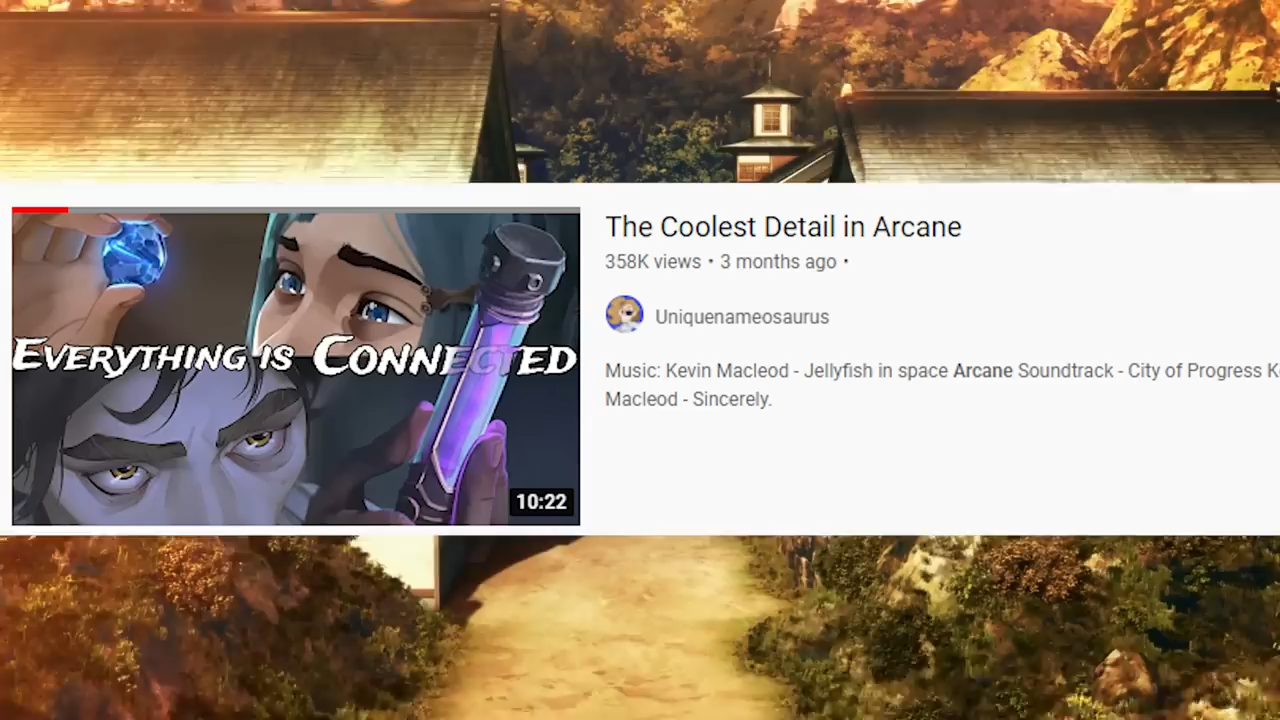 The Coolest Detail in Arcane
358K views • 3 months ago •
Uniquenameosaurus
EVERYTHING IS CONNECTED
Music: Kevin Macleod - Jellyfish in space Arcane Soundtrack - City of Progress
Macleod - Sincerely.
10:22